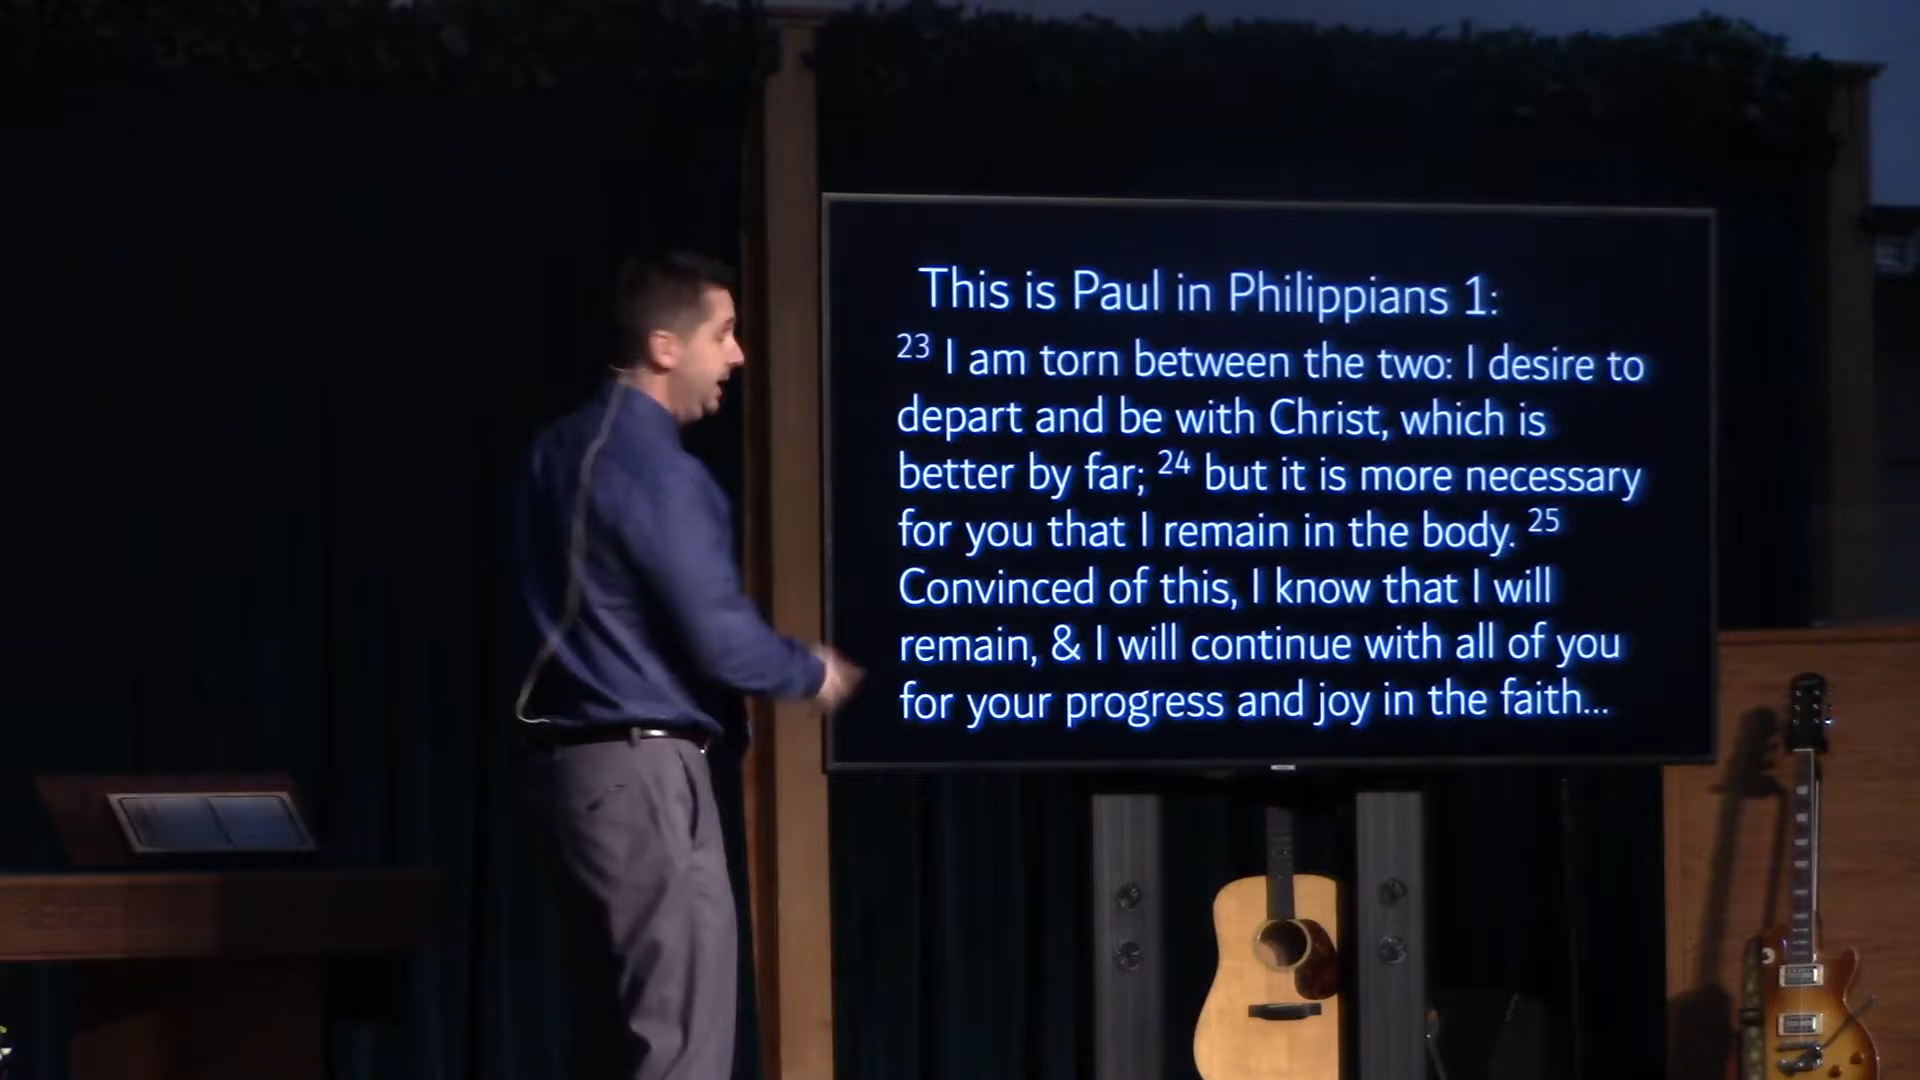 This is Paul in Philippians 1:
23 I am torn between the two: I desire to
depart and be with Christ, which is
better by far; 24 but it is more necessary
for you that I remain in the body. 25
Convinced of this, I know that I will
remain, & I will continue with all of you
for your progress and joy in the faith...